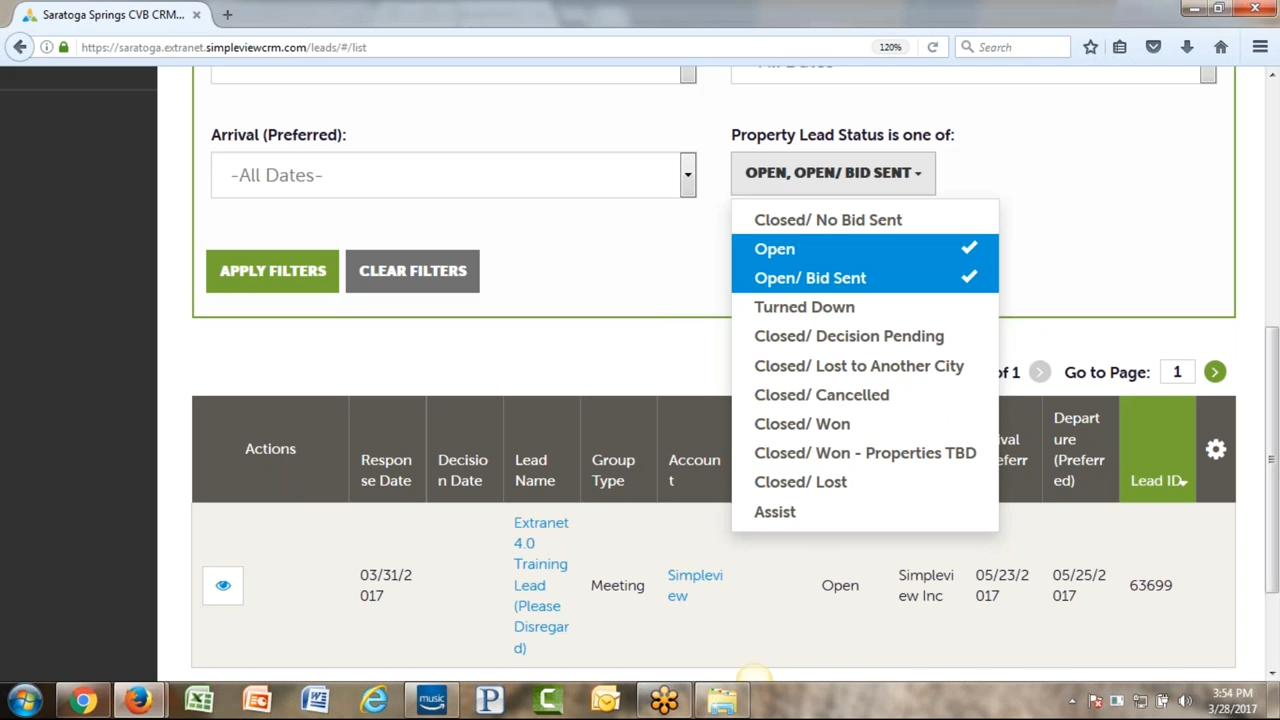 Saratoga Springs CVB CRM...
https://saratoga.extranet.simpleviewcrm.com/leads/#/list
120%
Search
-All Dates-
Arrival (Preferred):
Property Lead Status is one of:
-All Dates-
OPEN, OPEN/ BID SENT
Closed/ No Bid Sent
Open
Open/ Bid Sent
Turned Down
Closed/ Decision Pending
Closed/ Lost to Another City
Closed/ Cancelled
Closed/ Won
Closed/ Won - Properties TBD
Closed/ Lost
Assist
APPLY FILTERS
CLEAR FILTERS
of 1
Go to Page:
1
Actions
Respon
se Date
Decisio
n Date
Lead
Name
Group
Type
Accoun
t
Depart
ure
(Preferr
ed)
Lead ID
Extranet
4.0
Training
Lead
(Please
Disregar
d)
03/31/2
017
Meeting
Simplevi
ew
Open
Simplevi
ew Inc
05/23/2
017
05/25/2
017
63699
music
3:54 PM
3/28/2017